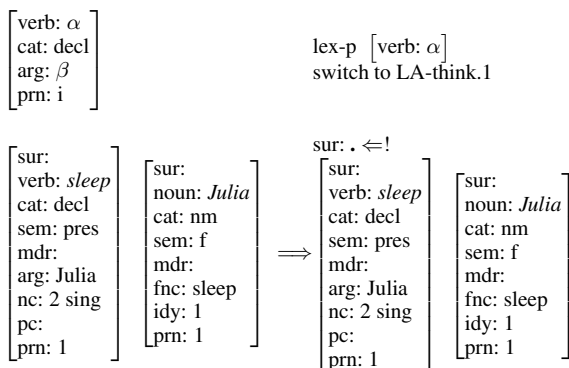 verb: α
cat: decl
arg: β
prn: i
lex-p [verb: α]
switch to LA-think.1
sur:
verb: sleep
cat: decl
sem: pres
mdr:
arg: Julia
nc: 2 sing
pc:
prn: 1
sur:
noun: Julia
cat: nm
sem: f
mdr:
fnc: sleep
idy: 1
prn: 1
⟹
sur: . ⇐!
sur:
verb: sleep
cat: decl
sem: pres
mdr:
arg: Julia
nc: 2 sing
pc:
prn: 1
sur:
noun: Julia
cat: nm
sem: f
mdr:
fnc: sleep
idy: 1
prn: 1